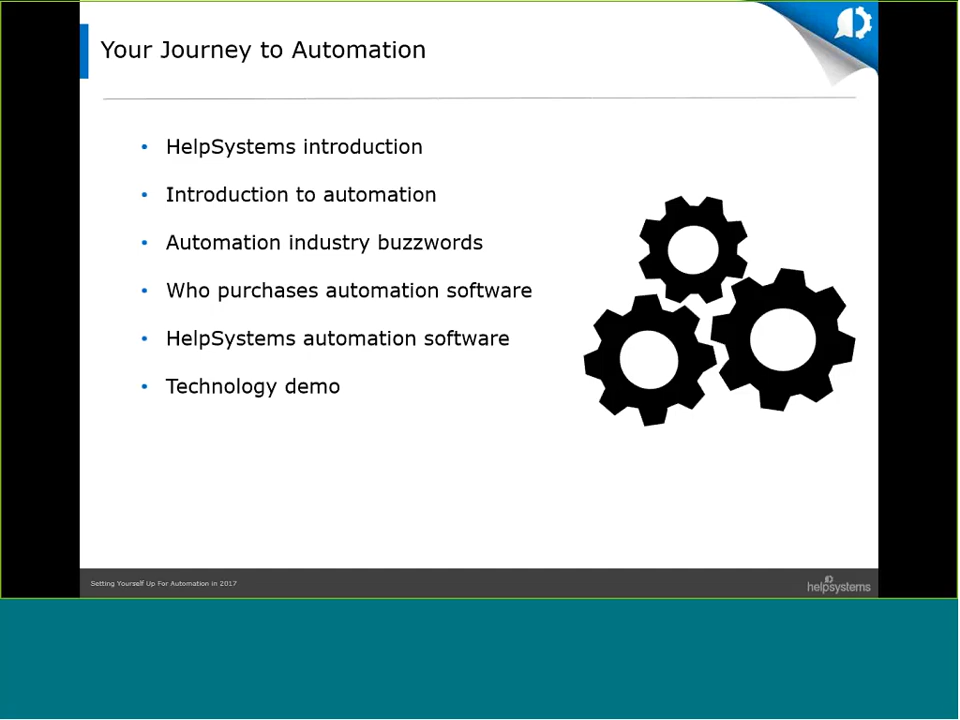 Your Journey to Automation
• HelpSystems introduction
• Introduction to automation
• Automation industry buzzwords
• Who purchases automation software
• HelpSystems automation software
• Technology demo
Setting Yourself Up For Automation in 2017
helpsystems